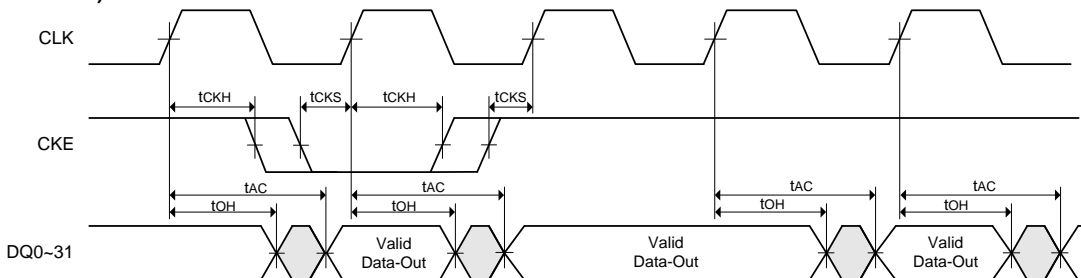 CLK
tCKH
tCKS
tCKH
tCKS
CKE
tAC
tAC
tAC
tAC
tOH
tOH
tOH
tOH
DQ0~31
Valid
Data-Out
Valid
Data-Out
Valid
Data-Out